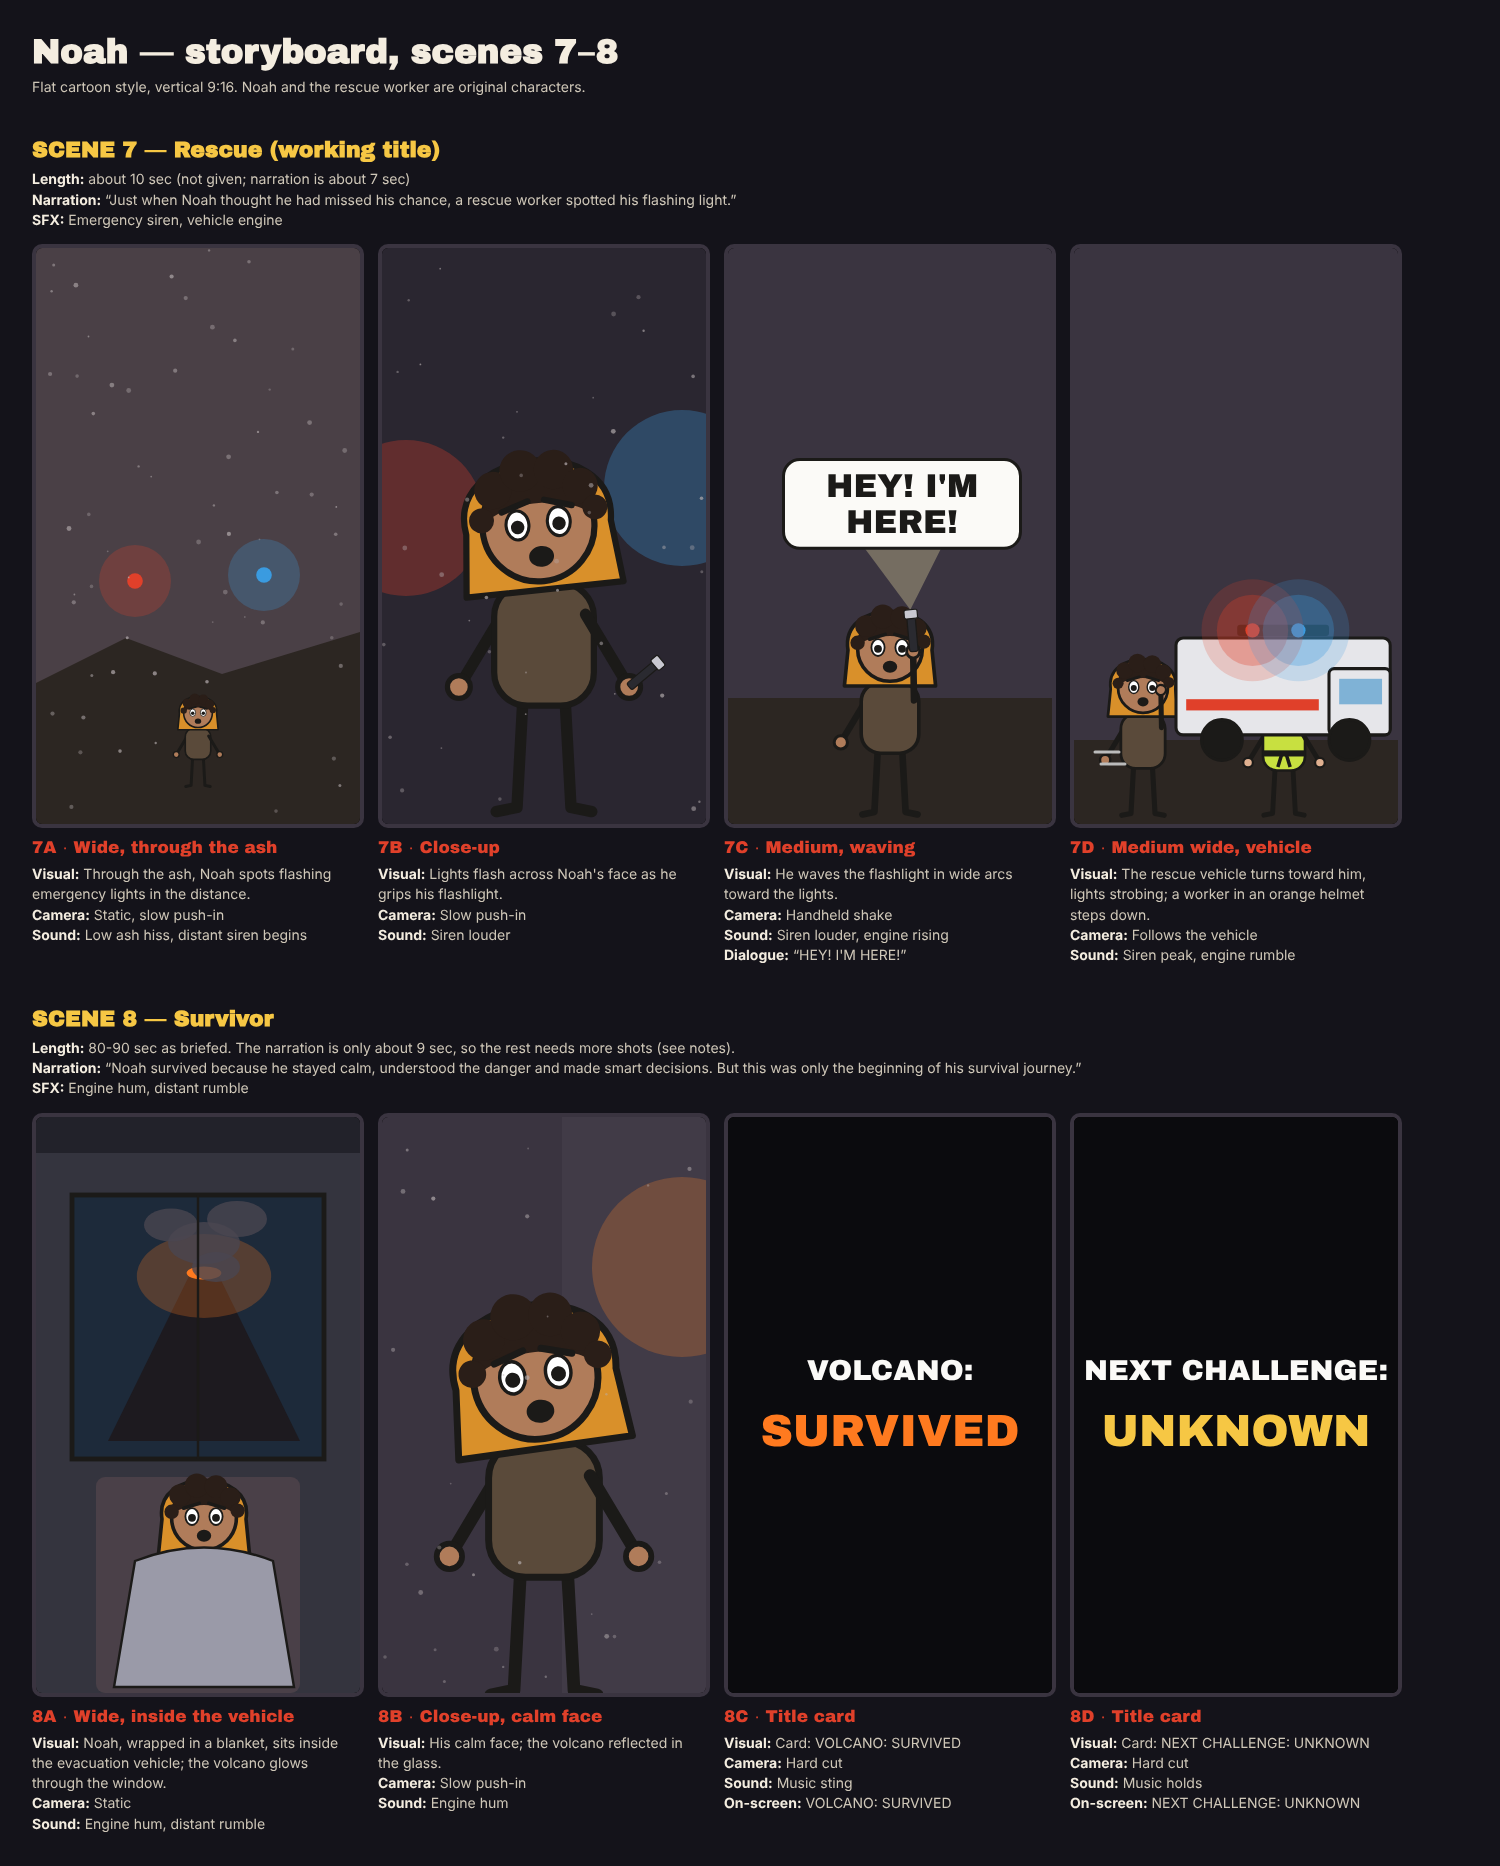 Noah — storyboard, scenes 7–8
Flat cartoon style, vertical 9:16. Noah and the rescue worker are original characters.
SCENE 7 — Rescue (working title)
Length: about 10 sec (not given; narration is about 7 sec)
Narration: “Just when Noah thought he had missed his chance, a rescue worker spotted his flashing light.”
SFX: Emergency siren, vehicle engine
HEY! I'M
HERE!
7A · Wide, through the ash
Visual: Through the ash, Noah spots flashing
emergency lights in the distance.
Camera: Static, slow push-in
Sound: Low ash hiss, distant siren begins
7B · Close-up
Visual: Lights flash across Noah's face as he
grips his flashlight.
Camera: Slow push-in
Sound: Siren louder
7C · Medium, waving
Visual: He waves the flashlight in wide arcs
toward the lights.
Camera: Handheld shake
Sound: Siren louder, engine rising
Dialogue: “HEY! I'M HERE!”
7D · Medium wide, vehicle
Visual: The rescue vehicle turns toward him,
lights strobing; a worker in an orange helmet
steps down.
Camera: Follows the vehicle
Sound: Siren peak, engine rumble
SCENE 8 — Survivor
Length: 80-90 sec as briefed. The narration is only about 9 sec, so the rest needs more shots (see notes).
Narration: “Noah survived because he stayed calm, understood the danger and made smart decisions. But this was only the beginning of his survival journey.”
SFX: Engine hum, distant rumble
VOLCANO:
SURVIVED
NEXT CHALLENGE:
UNKNOWN
8A · Wide, inside the vehicle
Visual: Noah, wrapped in a blanket, sits inside
the evacuation vehicle; the volcano glows
through the window.
Camera: Static
Sound: Engine hum, distant rumble
8B · Close-up, calm face
Visual: His calm face; the volcano reflected in
the glass.
Camera: Slow push-in
Sound: Engine hum
8C · Title card
Visual: Card: VOLCANO: SURVIVED
Camera: Hard cut
Sound: Music sting
On-screen: VOLCANO: SURVIVED
8D · Title card
Visual: Card: NEXT CHALLENGE: UNKNOWN
Camera: Hard cut
Sound: Music holds
On-screen: NEXT CHALLENGE: UNKNOWN